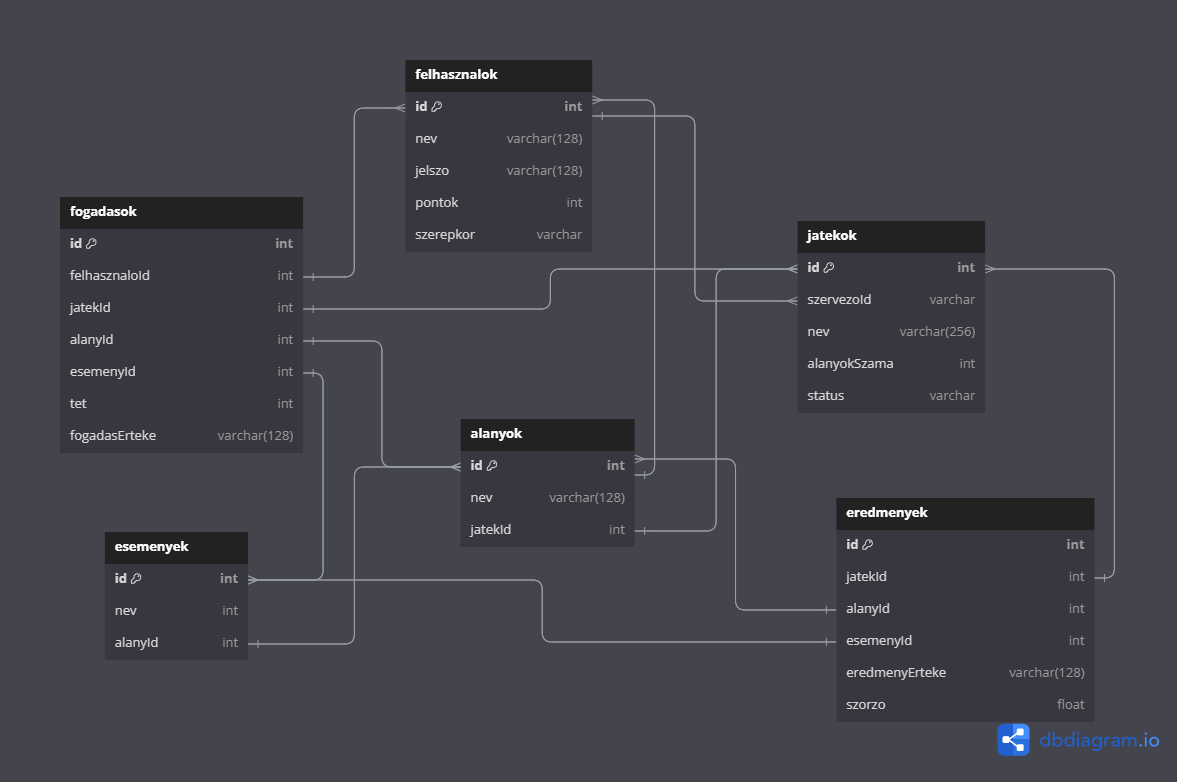 felhasznalok
id int
nev varchar(128)
jelszo varchar(128)
pontok int
szerepkor varchar
fogadasok
id int
felhasznaloId int
jatekId int
alanyId int
esemenyId int
tet int
fogadasErteke varchar(128)
jatekok
id int
szervezoId varchar
nev varchar(256)
alanyokSzama int
status varchar
alanyok
id int
nev varchar(128)
jatekId int
esemenyek
id int
nev int
alanyId int
eredmenyek
id int
jatekId int
alanyId int
esemenyId int
eredmenyErteke varchar(128)
szorzo float
dbdiagram.io